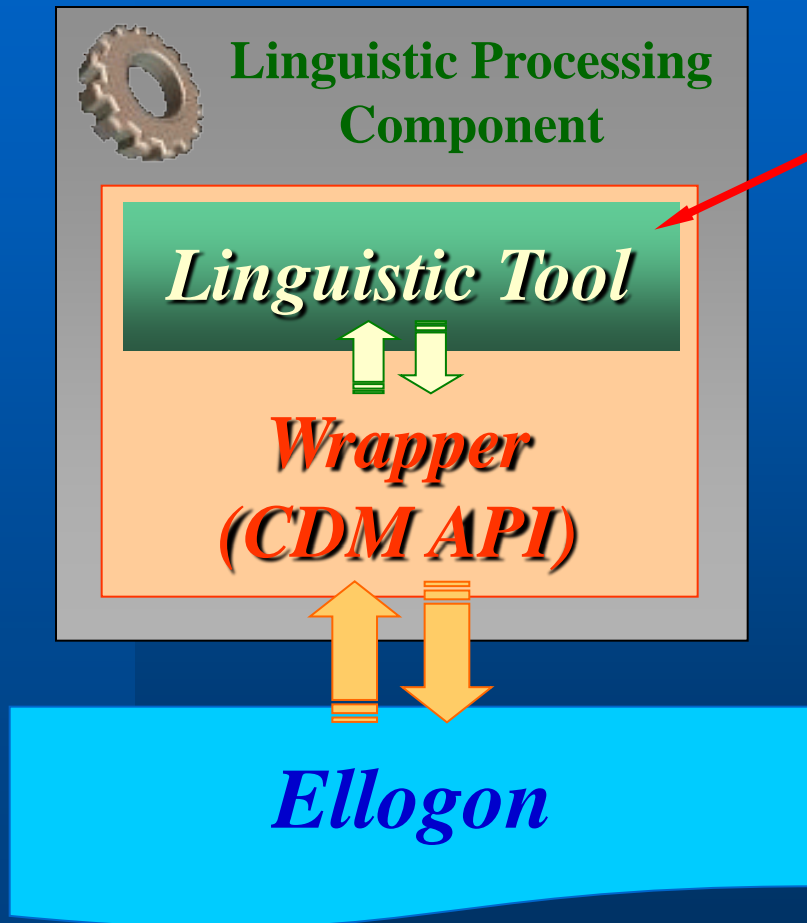 Linguistic Processing
Component
Linguistic Tool
Wrapper
(CDM API)
Ellogon